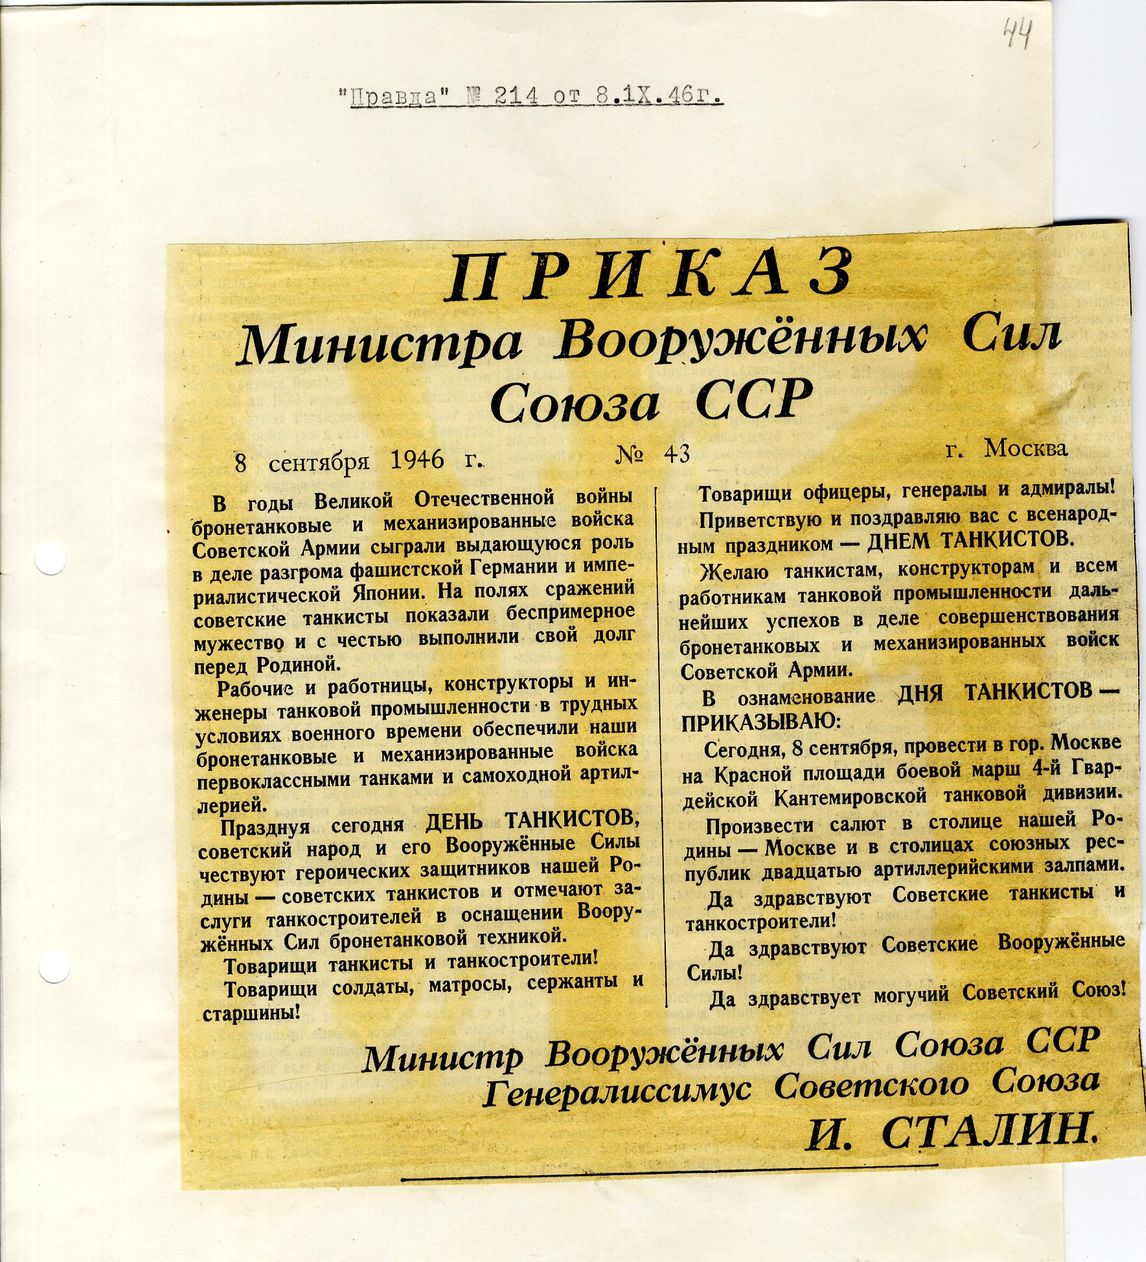 44
"Правда" № 214 от 8.IX.46г.
ПРИКАЗ
Министра Вооружённых Сил
Союза ССР
8 сентября 1946 г. № 43 г. Москва
В годы Великой Отечественной войны
бронетанковые и механизированные войска
Советской Армии сыграли выдающуюся роль
в деле разгрома фашистской Германии и импе-
риалистической Японии. На полях сражений
советские танкисты показали беспримерное
мужество и с честью выполнили свой долг
перед Родиной.
Рабочие и работницы, конструкторы и ин-
женеры танковой промышленности в трудных
условиях военного времени обеспечили наши
бронетанковые и механизированные войска
первоклассными танками и самоходной артил-
лерией.
Празднуя сегодня ДЕНЬ ТАНКИСТОВ,
советский народ и его Вооружённые Силы
чествуют героических защитников нашей Ро-
дины — советских танкистов и отмечают за-
слуги танкостроителей в оснащении Воору-
жённых Сил бронетанковой техникой.
Товарищи танкисты и танкостроители!
Товарищи солдаты, матросы, сержанты и
старшины!
Товарищи офицеры, генералы и адмиралы!
Приветствую и поздравляю вас с всенарод-
ным праздником — ДНЕМ ТАНКИСТОВ.
Желаю танкистам, конструкторам и всем
работникам танковой промышленности даль-
нейших успехов в деле совершенствования
бронетанковых и механизированных войск
Советской Армии.
В ознаменование ДНЯ ТАНКИСТОВ —
ПРИКАЗЫВАЮ:
Сегодня, 8 сентября, провести в гор. Москве
на Красной площади боевой марш 4-й Гвар-
дейской Кантемировской танковой дивизии.
Произвести салют в столице нашей Ро-
дины — Москве и в столицах союзных рес-
публик двадцатью артиллерийскими залпами.
Да здравствуют Советские танкисты и
танкостроители!
Да здравствуют Советские Вооружённые
Силы!
Да здравствует могучий Советский Союз!
Министр Вооружённых Сил Союза ССР
Генералиссимус Советского Союза
И. СТАЛИН.